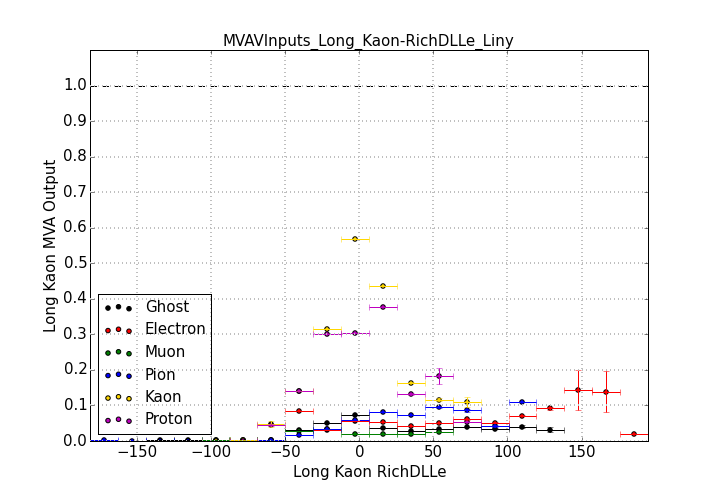 MVAVInputs_Long_Kaon-RichDLLe_Liny
Long Kaon MVA Output
1.0
0.9
0.8
0.7
0.6
0.5
0.4
0.3
0.2
0.1
0.0
Ghost
Electron
Muon
Pion
Kaon
Proton
−150 −100 −50 0 50 100 150
Long Kaon RichDLLe